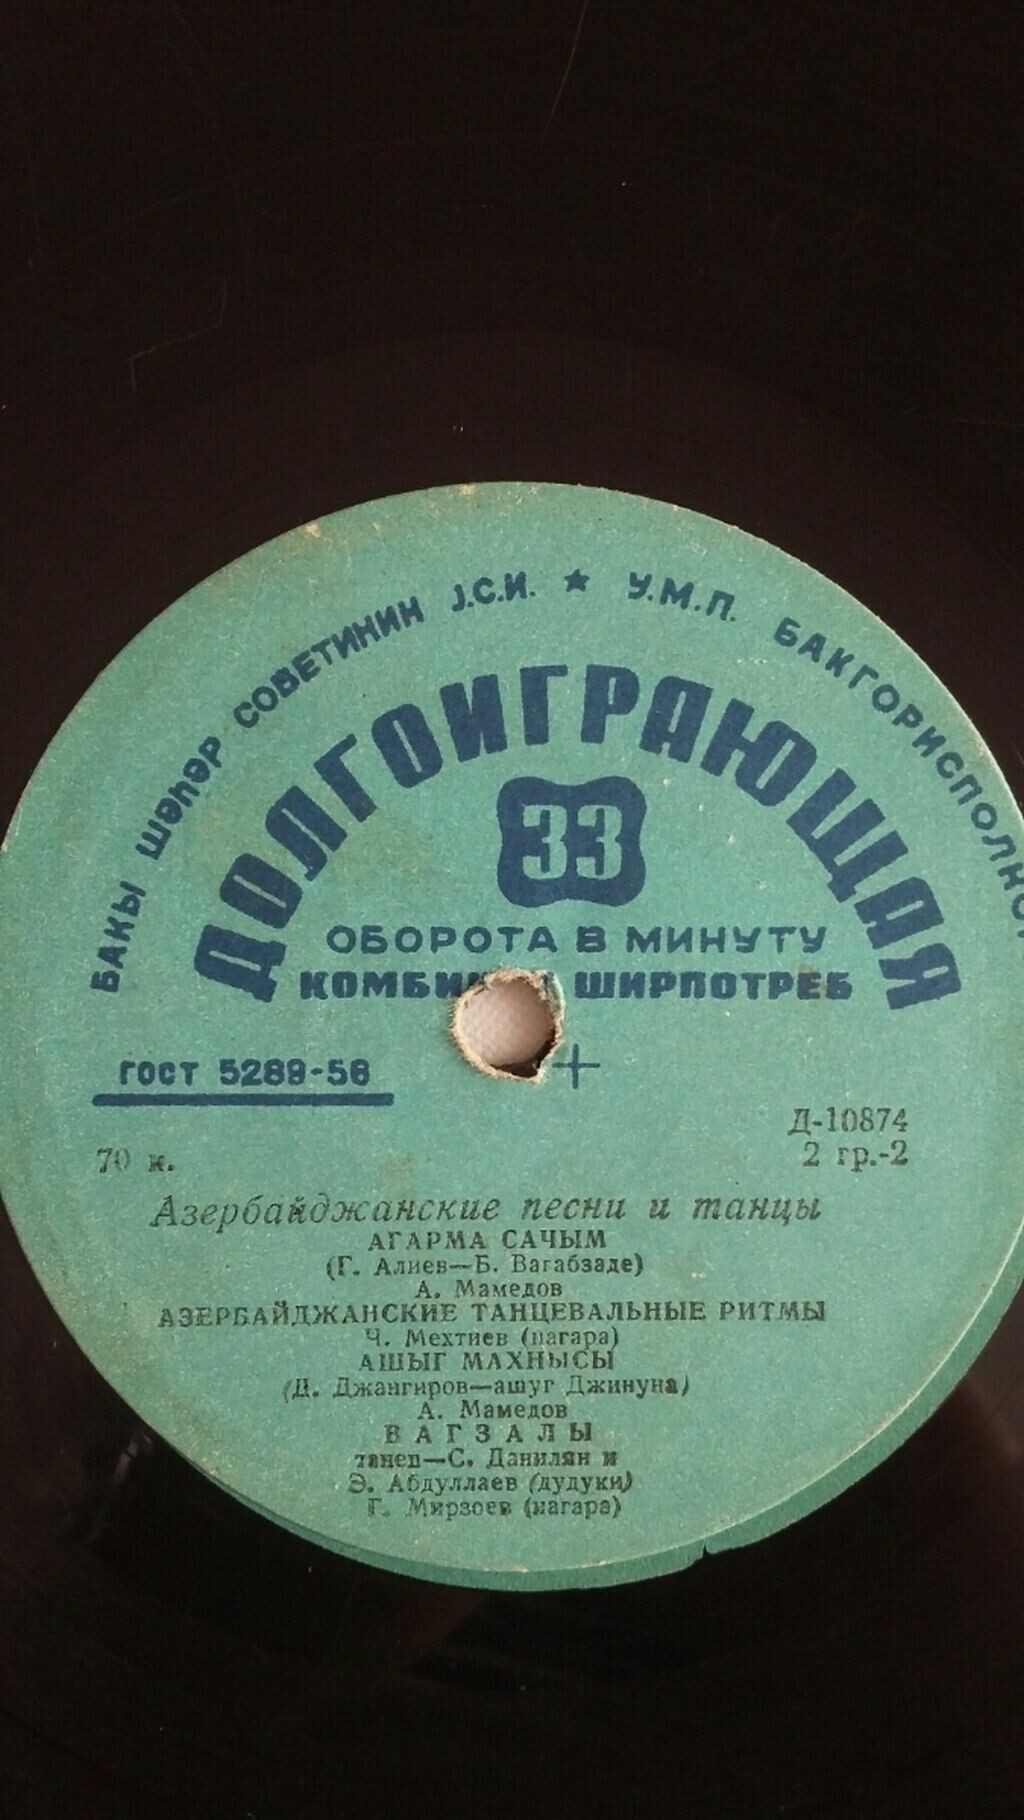 БАКЫ ШӘҺӘР СОВЕТИНИН Ј.С.И. ★ У.М.П. БАКГОРИСПОЛКО
ДОЛГОИГРАЮЩАЯ
33
ОБОРОТА В МИНУТУ
ШИРПОТРЕБ
ГОСТ 5289-56
Д-10874
70 к.
2 гр.-2
Азербайджанские песни и танцы
АГАРМА САЧЫМ
(Г. Алиев—Б. Вагабзаде)
А. Мамедов
АЗЕРБАЙДЖАНСКИЕ ТАНЦЕВАЛЬНЫЕ РИТМЫ
Ч. Мехтиев (нагара)
АШЫГ МАХНЫСЫ
(Д. Джангиров—ашуг Джинуна)
А. Мамедов
ВАГЗАЛЫ
танец—С. Данилян и
Э. Абдуллаев (дудуки)
Г. Мирзоев (нагара)